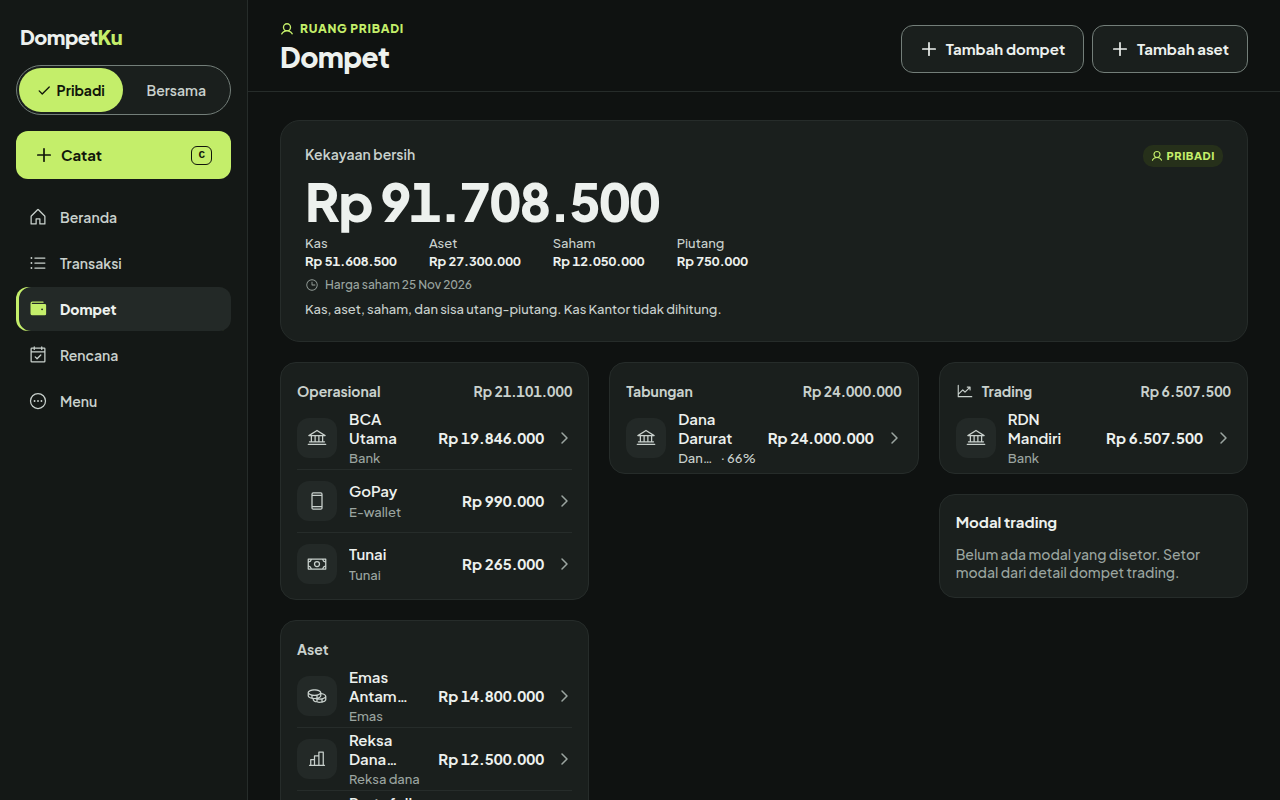 DompetKu
Pribadi
Bersama
Catat
C
Beranda
Transaksi
Dompet
Rencana
Menu
RUANG PRIBADI
Dompet
Tambah dompet
Tambah aset
Kekayaan bersih
PRIBADI
Rp 91.708.500
Kas
Aset
Saham
Piutang
Rp 51.608.500
Rp 27.300.000
Rp 12.050.000
Rp 750.000
Harga saham 25 Nov 2026
Kas, aset, saham, dan sisa utang-piutang. Kas Kantor tidak dihitung.
Operasional
Rp 21.101.000
BCA
Utama
Bank
Rp 19.846.000
GoPay
E-wallet
Rp 990.000
Tunai
Tunai
Rp 265.000
Aset
Emas
Antam...
Emas
Rp 14.800.000
Reksa
Dana...
Reksa dana
Rp 12.500.000
Tabungan
Rp 24.000.000
Dana
Darurat
Dan... · 66%
Rp 24.000.000
Trading
Rp 6.507.500
RDN
Mandiri
Bank
Rp 6.507.500
Modal trading
Belum ada modal yang disetor. Setor
modal dari detail dompet trading.